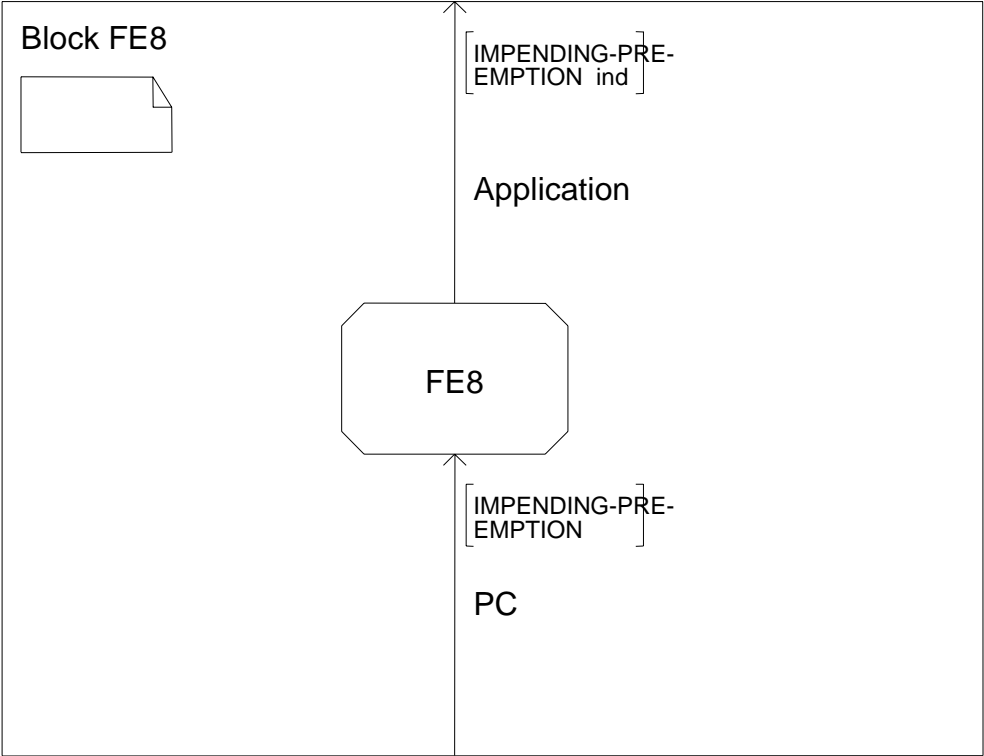 Block FE8
IMPENDING-PRE-
EMPTION ind
Application
FE8
IMPENDING-PRE-
EMPTION
PC